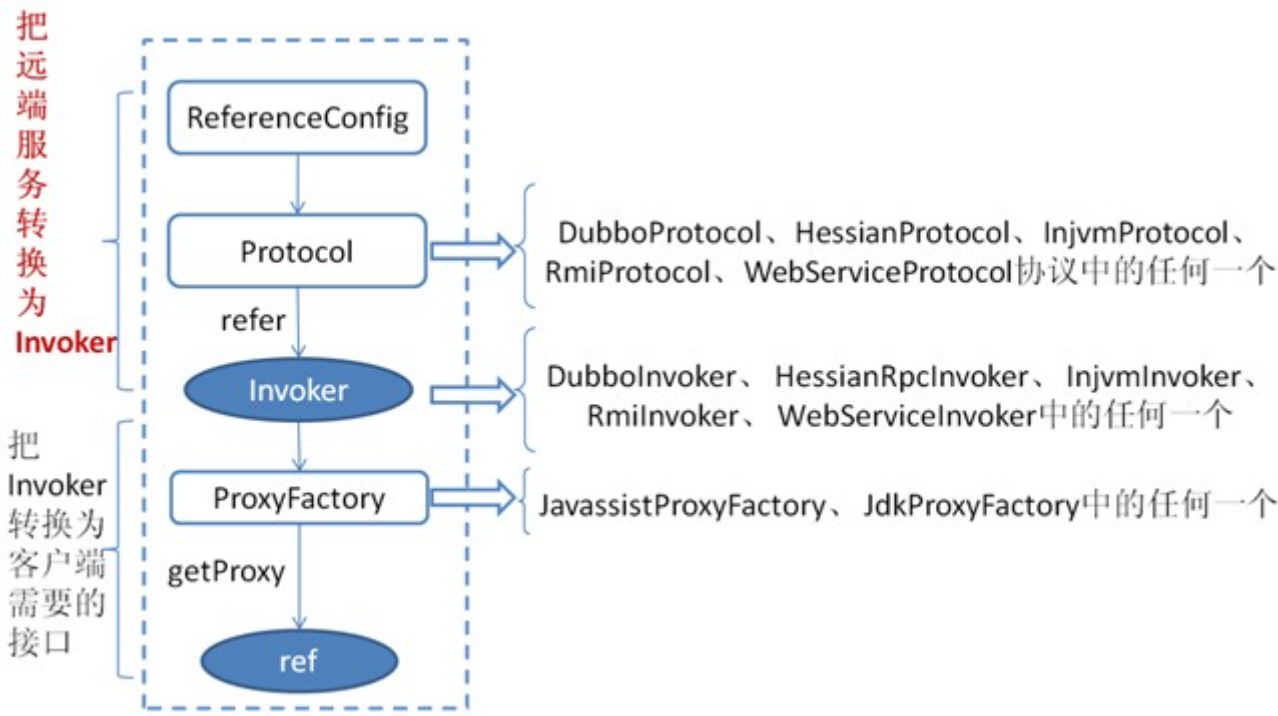 把
远
端
服
务
转
换
为
Invoker
ReferenceConfig
Protocol
DubboProtocol、HessianProtocol、InjvmProtocol、
RmiProtocol、WebServiceProtocol协议中的任何一个
refer
Invoker
DubboInvoker、 HessianRpcInvoker、 InjvmInvoker、
RmiInvoker、 WebServiceInvoker中的任何一个
把
Invoker
转换为
客户端
需要的
接口
ProxyFactory
JavassistProxyFactory、 JdkProxyFactory中的任何一个
getProxy
ref